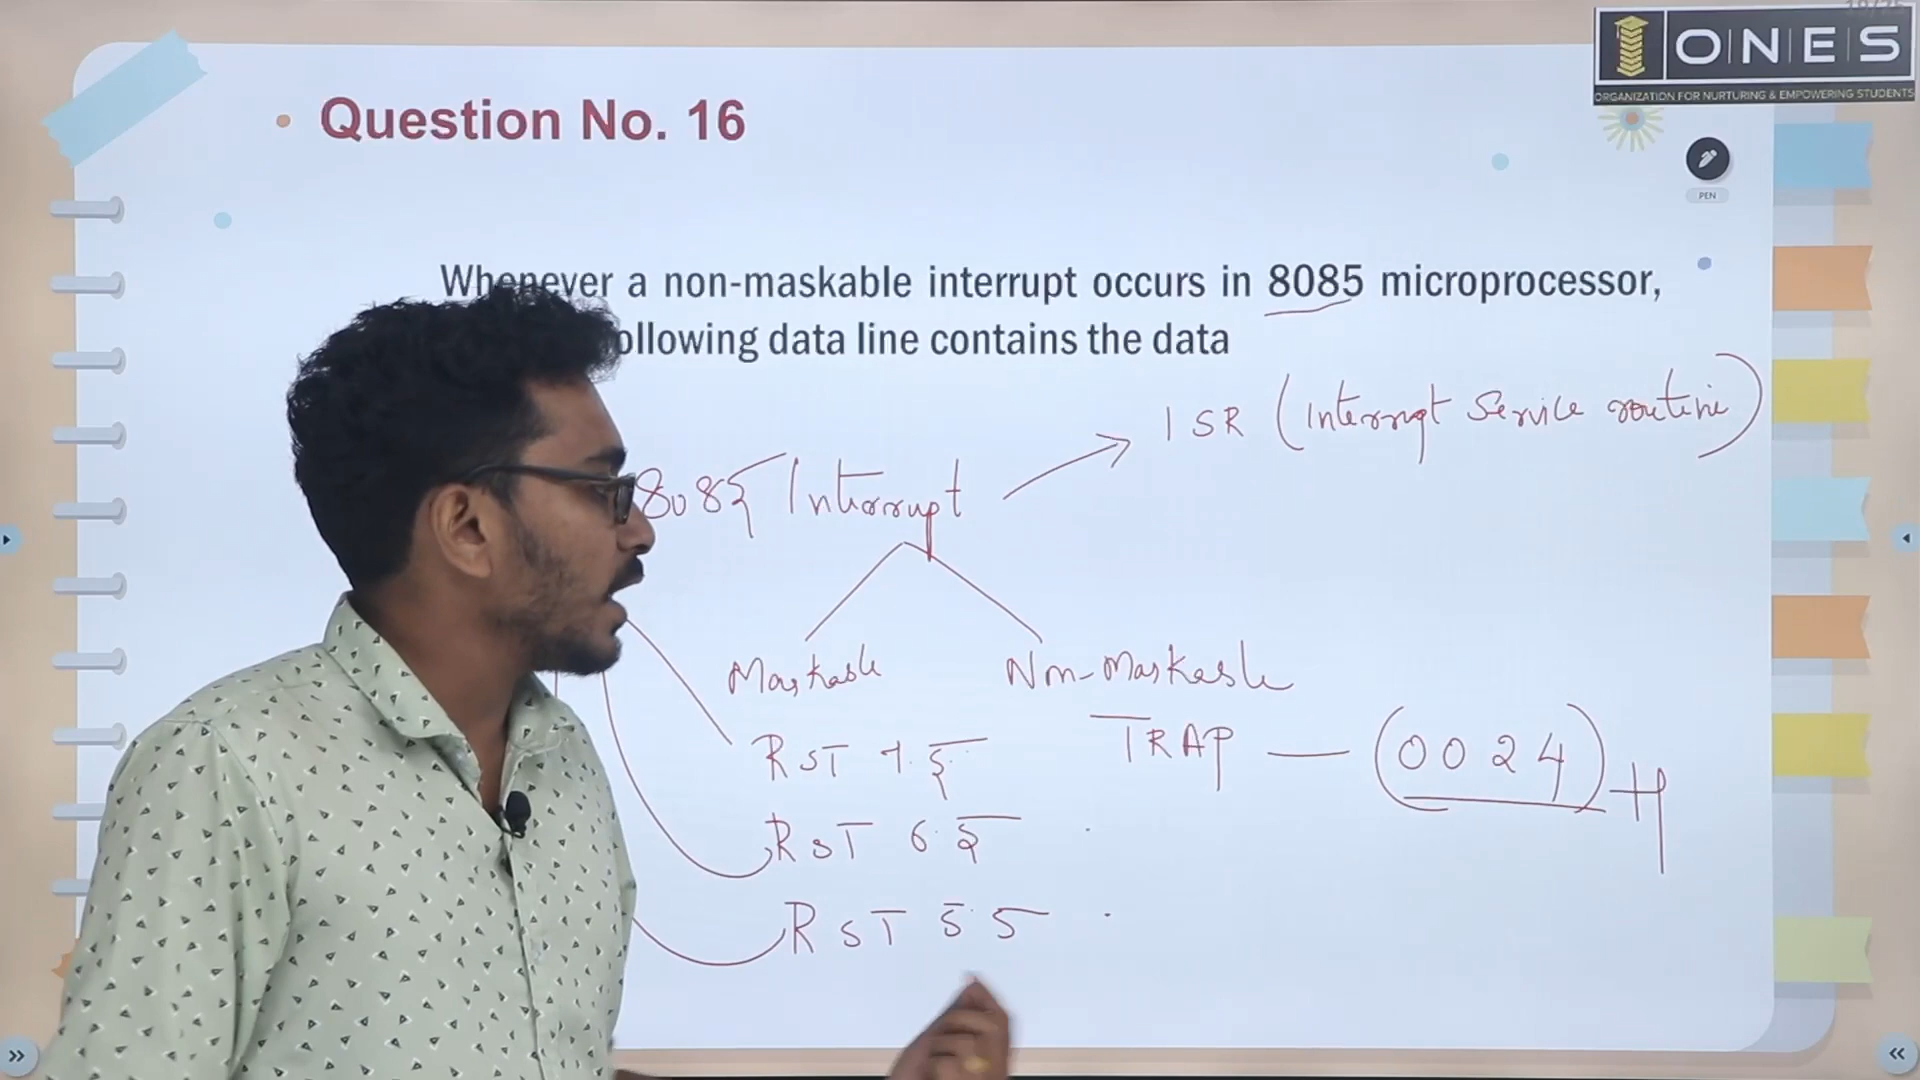 ONES
ORGANIZATION FOR NURTURING & EMPOWERING STUDENTS
Question No. 16
PEN
Whenever a non-maskable interrupt occurs in 8085 microprocessor,
ollowing data line contains the data
ISR (Interrupt Service routine)
8085 Interrupt
Maskable Non-Maskable
RST 7.5 TRAP — (0024)H
RST 6.5
RST 5.5